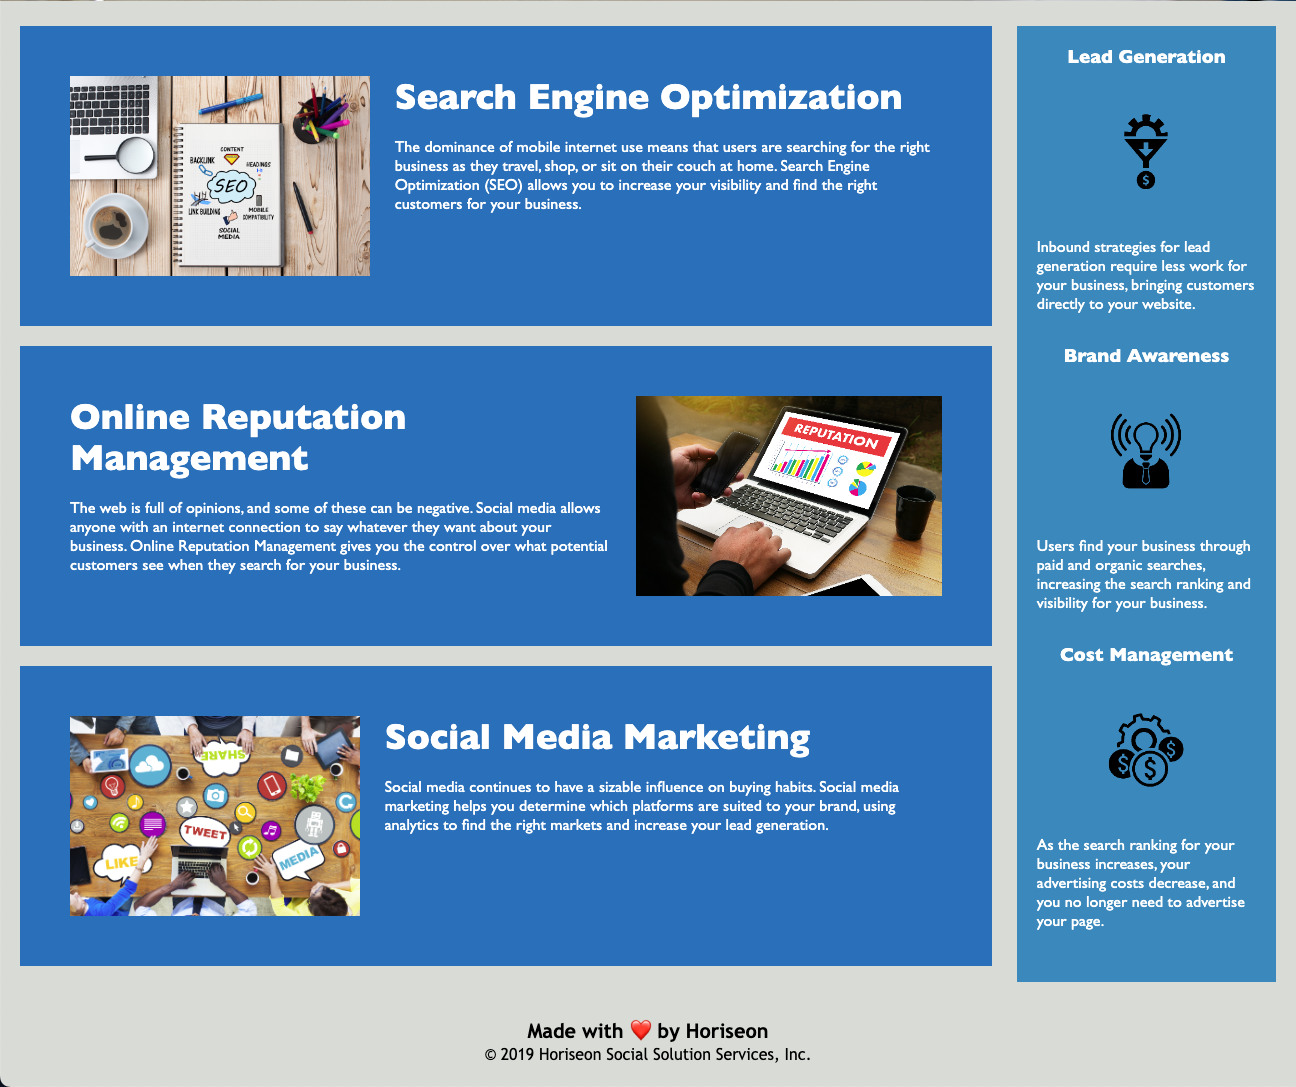 Search Engine Optimization
The dominance of mobile internet use means that users are searching for the right
business as they travel, shop, or sit on their couch at home. Search Engine
Optimization (SEO) allows you to increase your visibility and find the right
customers for your business.
CONTENT
BACKLINK
HEADINGS
SEO
LINK BUILDING
MOBILE
COMPATIBILITY
SOCIAL
MEDIA
Online Reputation
Management
The web is full of opinions, and some of these can be negative. Social media allows
anyone with an internet connection to say whatever they want about your
business. Online Reputation Management gives you the control over what potential
customers see when they search for your business.
REPUTATION
Social Media Marketing
Social media continues to have a sizable influence on buying habits. Social media
marketing helps you determine which platforms are suited to your brand, using
analytics to find the right markets and increase your lead generation.
SHARE
TWEET
LIKE
MEDIA
Lead Generation
$
Inbound strategies for lead
generation require less work for
your business, bringing customers
directly to your website.
Brand Awareness
Users find your business through
paid and organic searches,
increasing the search ranking and
visibility for your business.
Cost Management
$ $ $
As the search ranking for your
business increases, your
advertising costs decrease, and
you no longer need to advertise
your page.
Made with ❤️ by Horiseon
© 2019 Horiseon Social Solution Services, Inc.